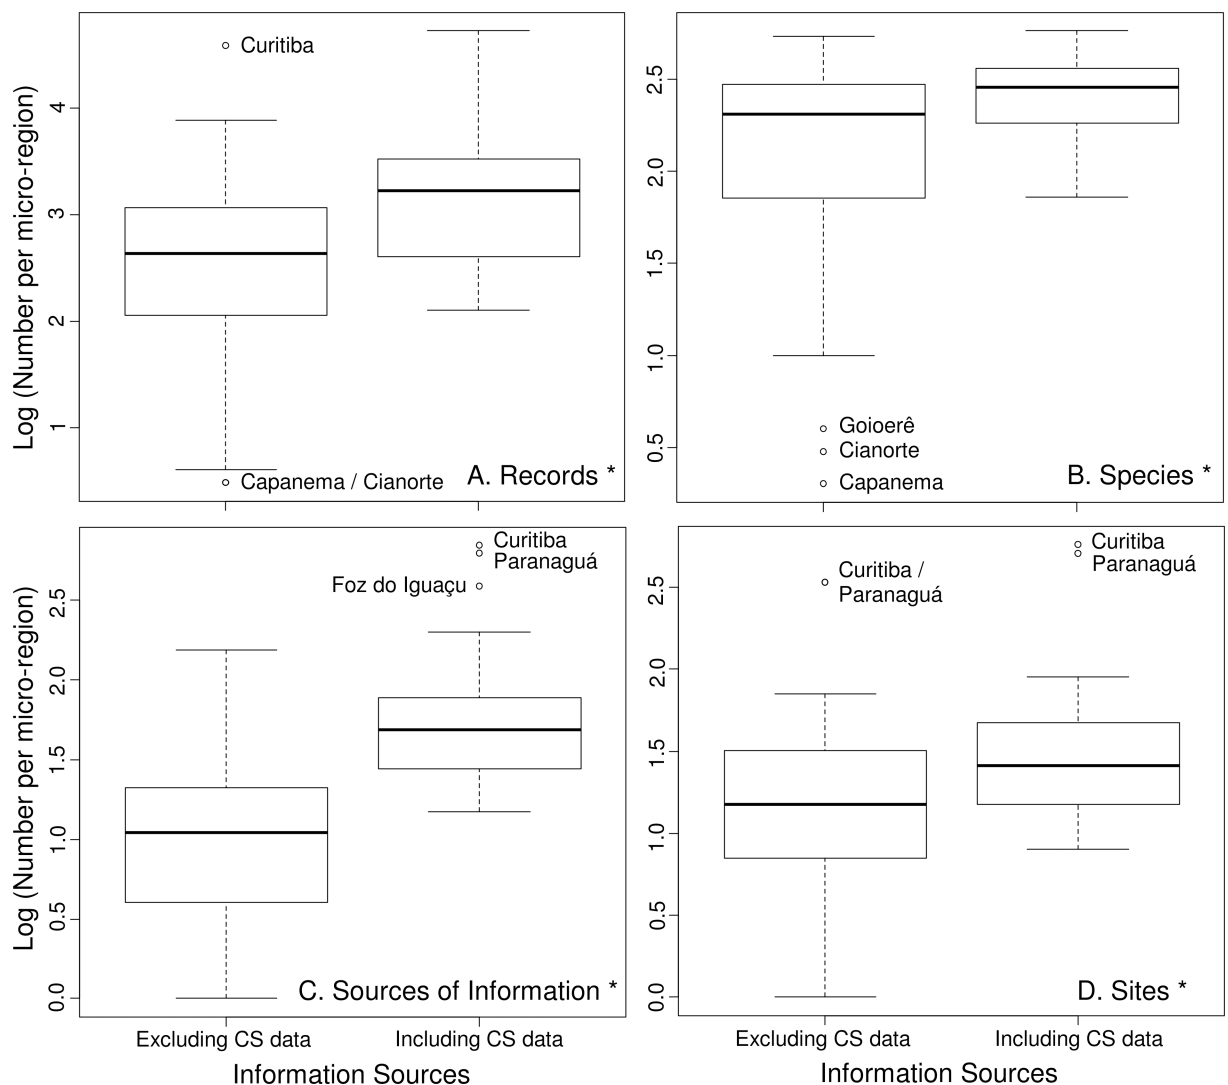 Log (Number per micro-region)
4
3
2
1
Curitiba
Capanema / Cianorte
A. Records *
2.5
2.0
1.5
1.0
0.5
Goioerê
Cianorte
Capanema
B. Species *
Log (Number per micro-region)
2.5
2.0
1.5
1.0
0.5
0.0
Curitiba
Paranaguá
Foz do Iguaçu
C. Sources of Information *
Excluding CS data
Including CS data
Information Sources
2.5
2.0
1.5
1.0
0.5
0.0
Curitiba /
Paranaguá
Curitiba
Paranaguá
D. Sites *
Excluding CS data
Including CS data
Information Sources